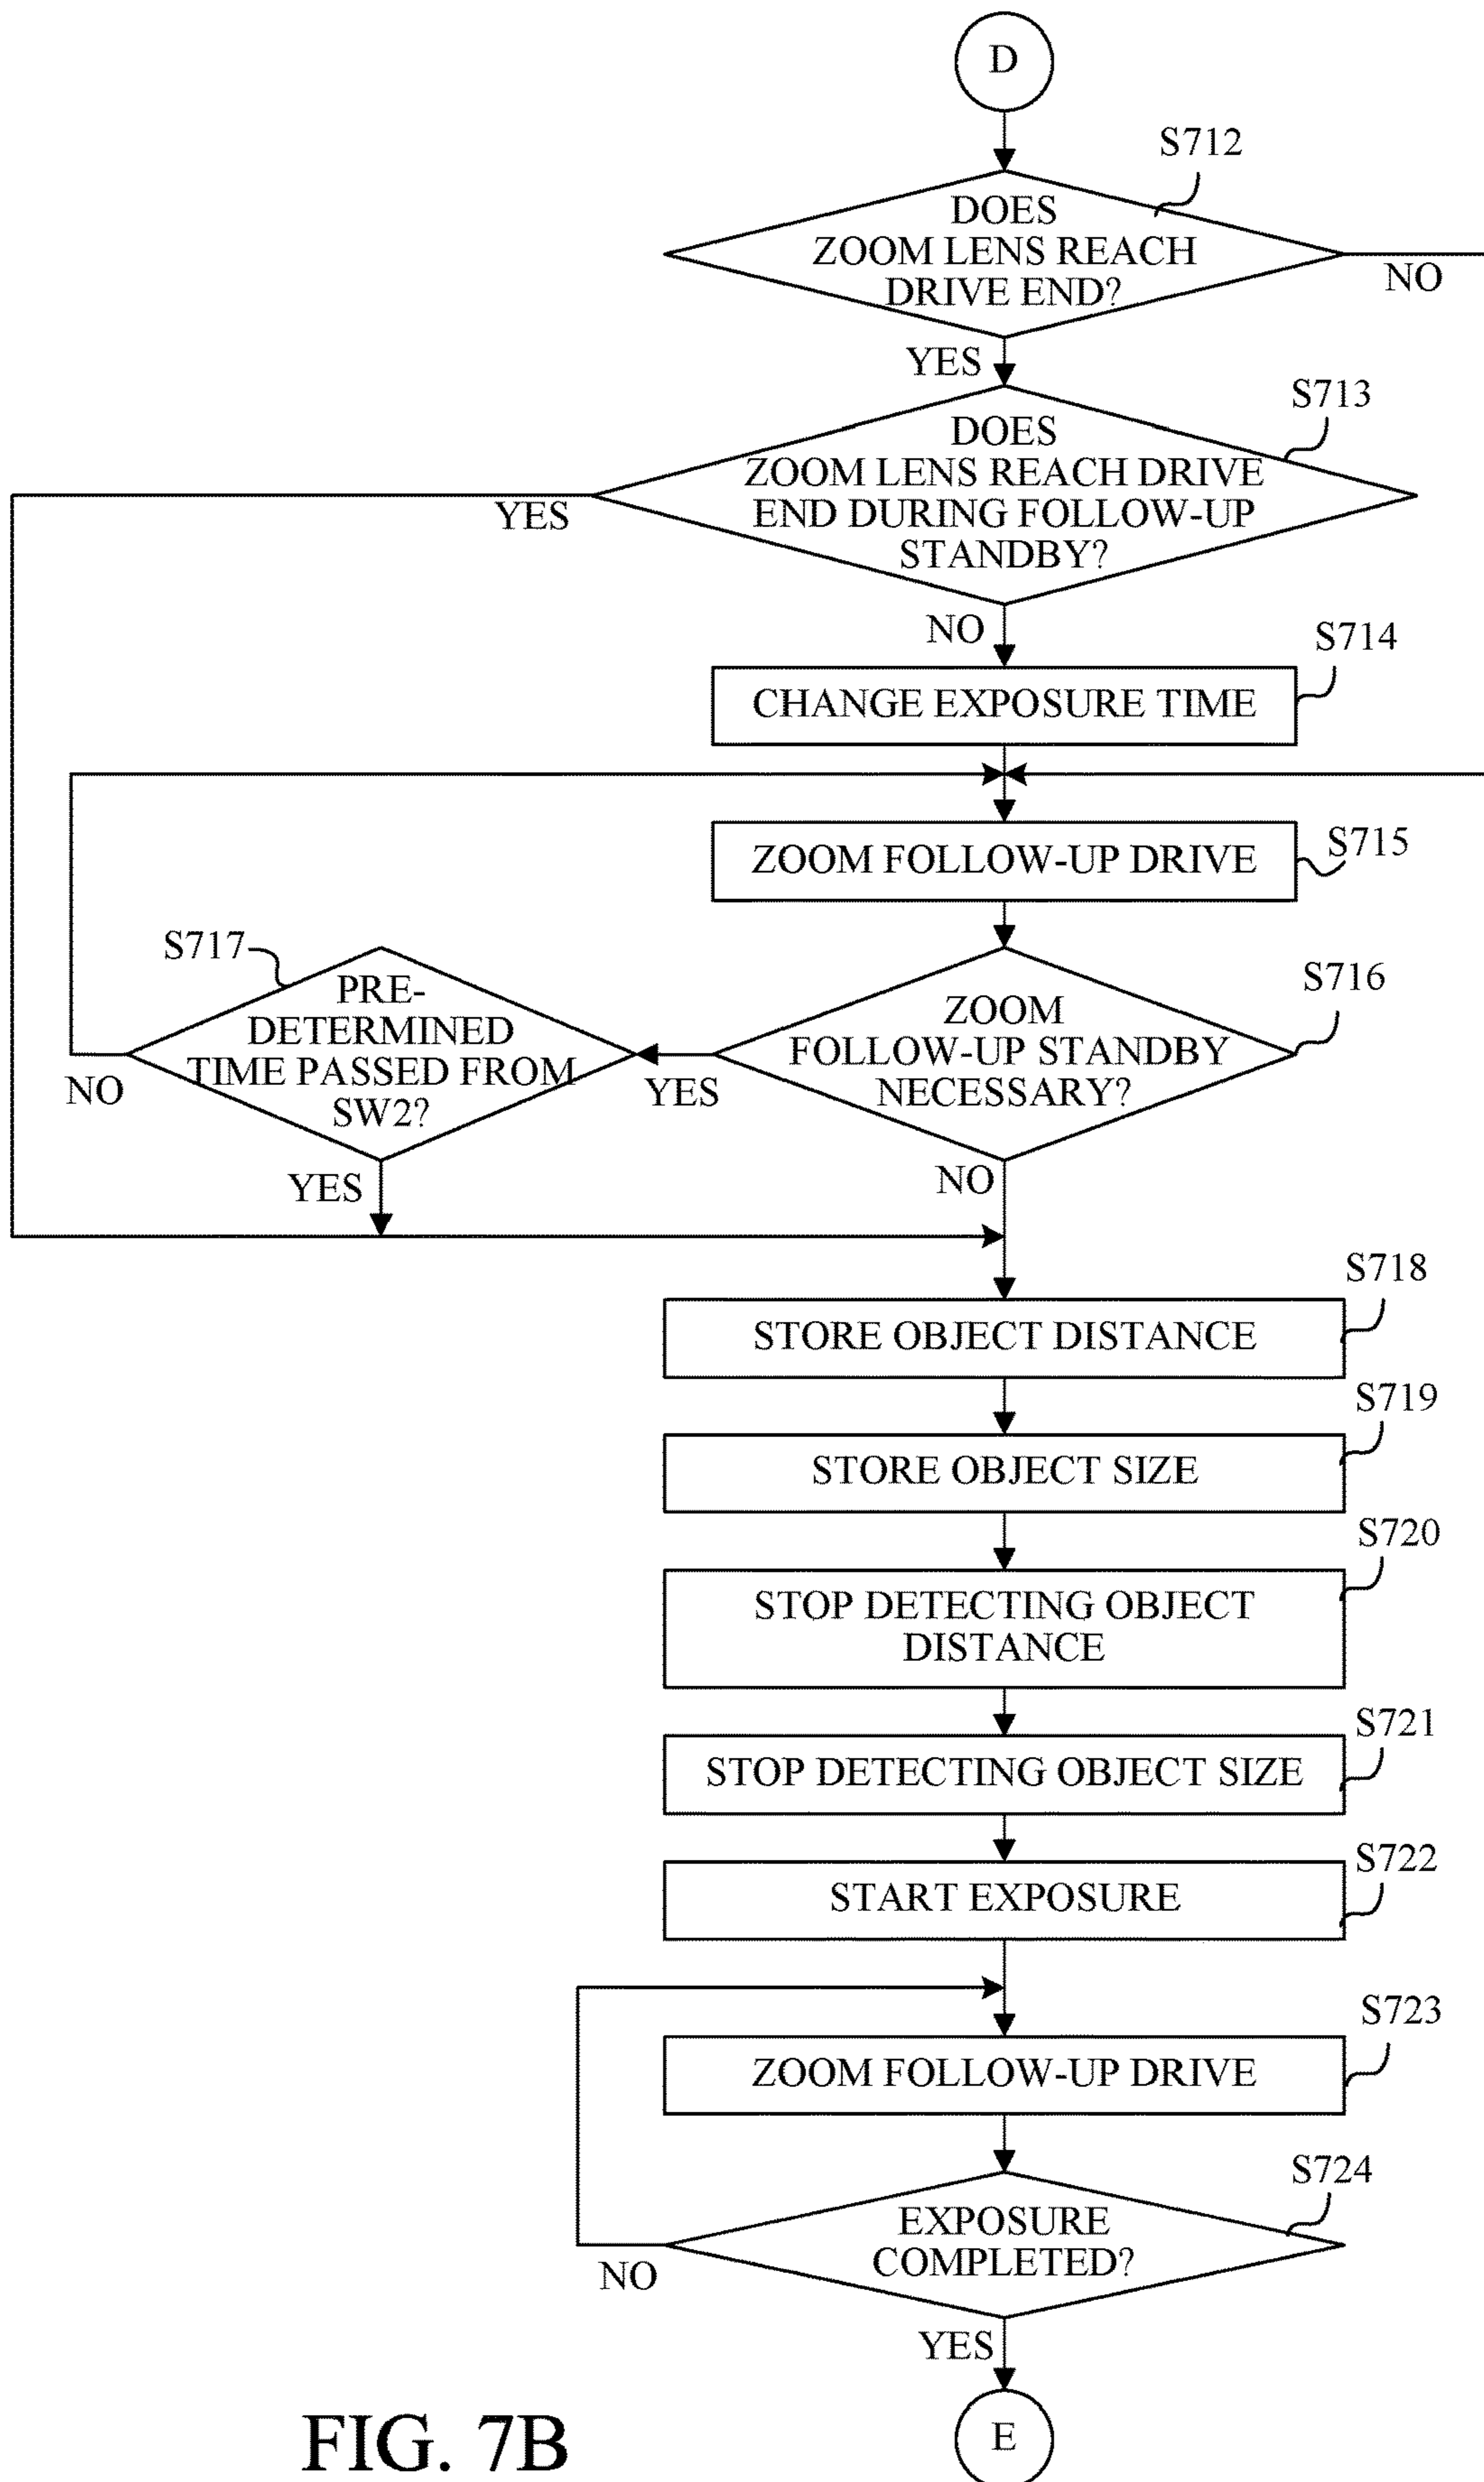 D
S712
DOES
ZOOM LENS REACH
DRIVE END?
NO
YES
S713
DOES
ZOOM LENS REACH DRIVE
END DURING FOLLOW-UP
STANDBY?
YES
NO
S714
CHANGE EXPOSURE TIME
ZOOM FOLLOW-UP DRIVE
S715
S717
PRE-
DETERMINED
TIME PASSED FROM
SW2?
NO
YES
S716
ZOOM
FOLLOW-UP STANDBY
NECESSARY?
YES
NO
S718
STORE OBJECT DISTANCE
S719
STORE OBJECT SIZE
S720
STOP DETECTING OBJECT
DISTANCE
S721
STOP DETECTING OBJECT SIZE
S722
START EXPOSURE
S723
ZOOM FOLLOW-UP DRIVE
S724
EXPOSURE
COMPLETED?
NO
YES
E
FIG. 7B